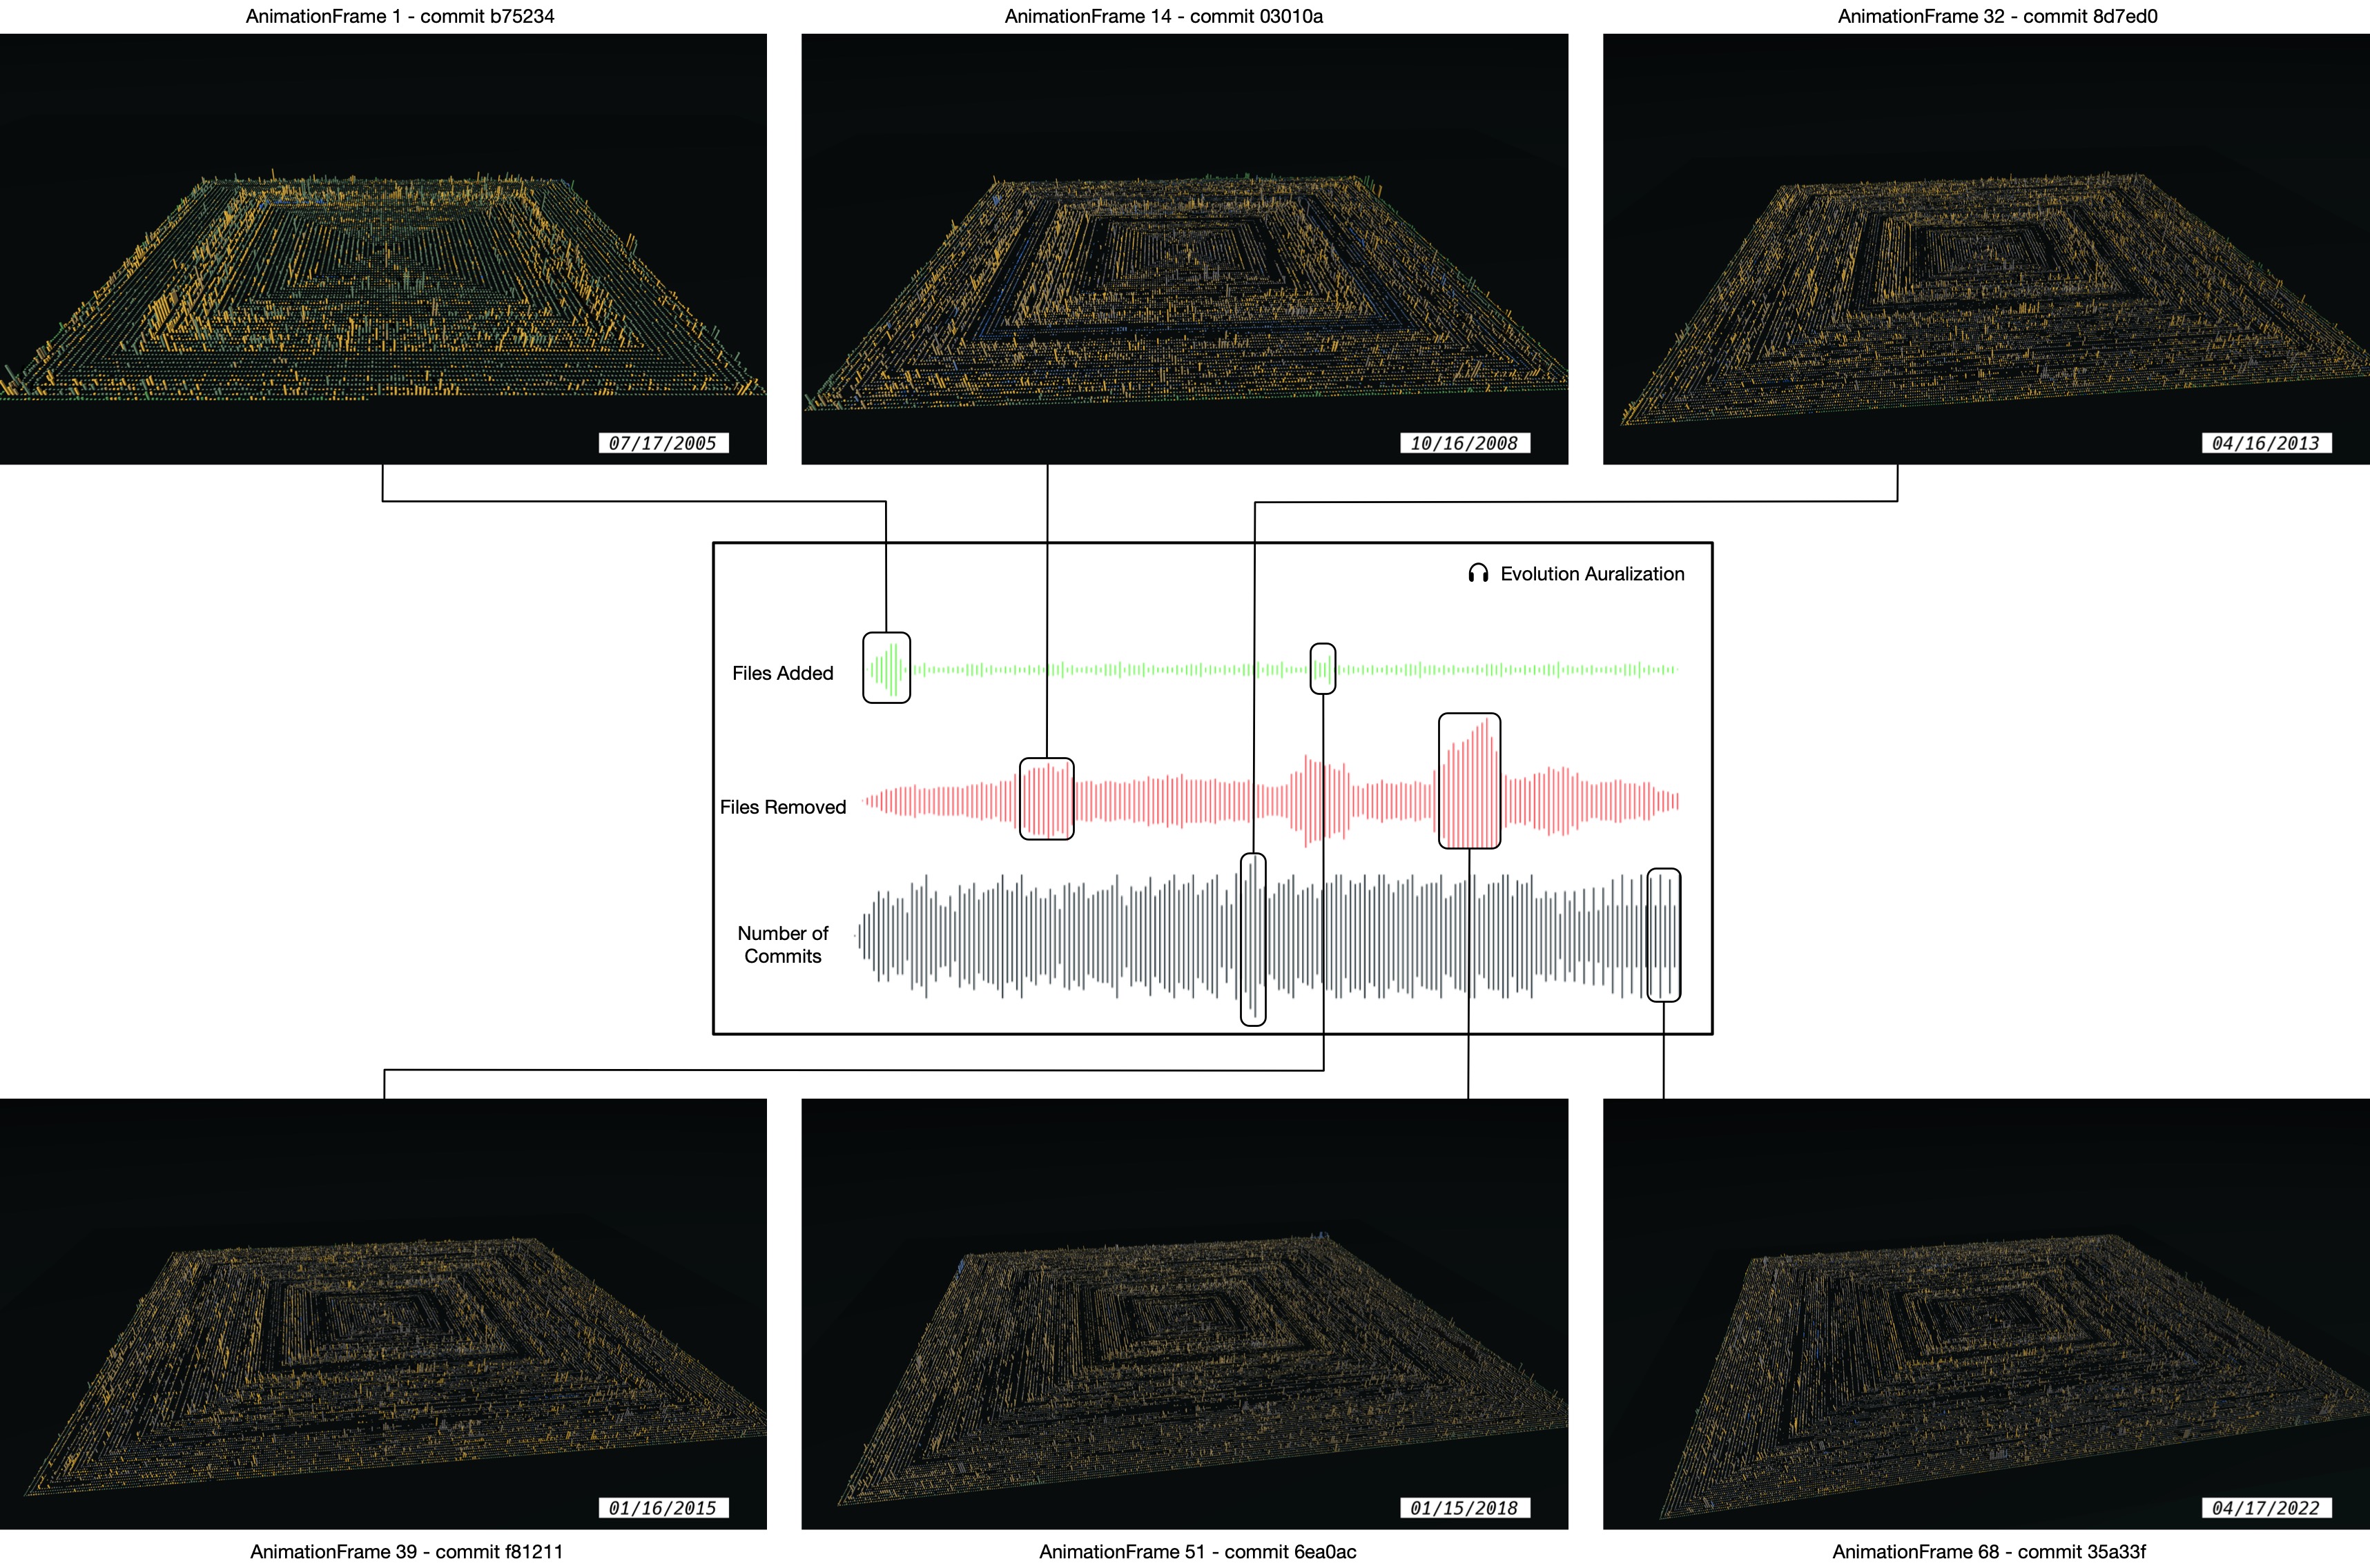 AnimationFrame 1 - commit b75234
AnimationFrame 14 - commit 03010a
AnimationFrame 32 - commit 8d7ed0
07/17/2005
10/16/2008
04/16/2013
Evolution Auralization
Files Added
Files Removed
Number of
Commits
01/16/2015
01/15/2018
04/17/2022
AnimationFrame 39 - commit f81211
AnimationFrame 51 - commit 6ea0ac
AnimationFrame 68 - commit 35a33f